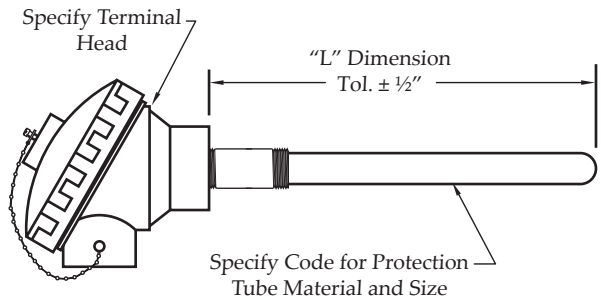 Specify Terminal
Head
“L” Dimension
Tol. ± ½”
Specify Code for Protection
Tube Material and Size